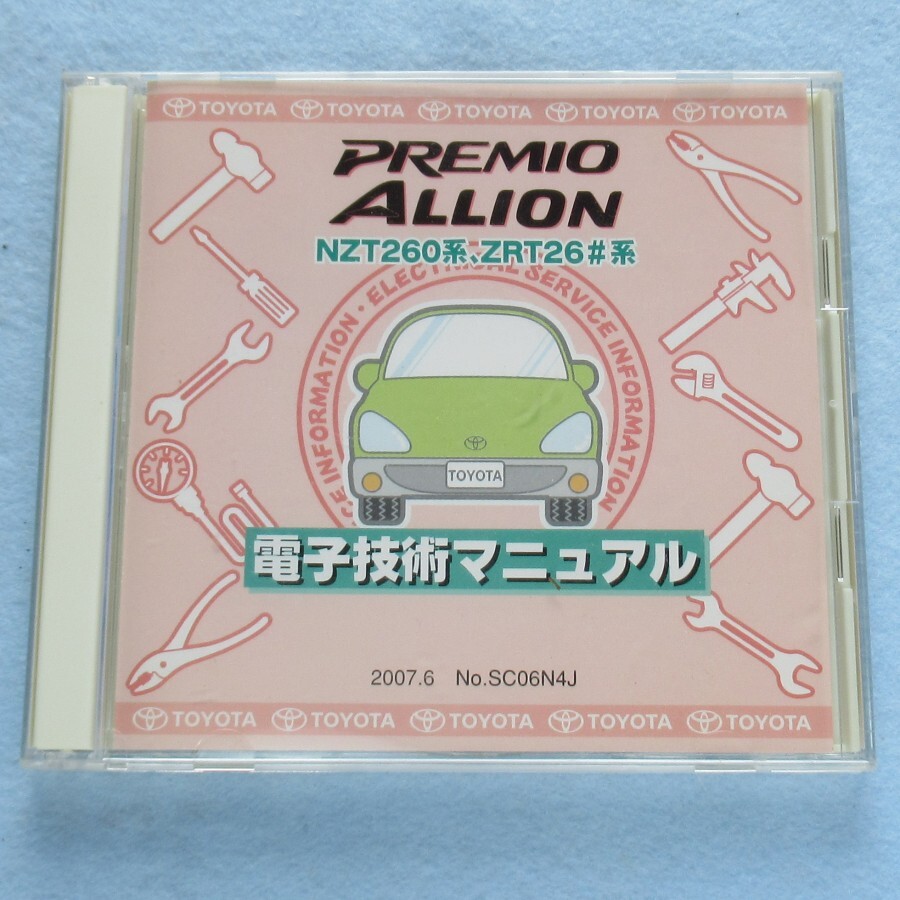 TOYOTA TOYOTA TOYOTA TOYOTA TOYOTA
PREMIO
ALLION
NZT260系、ZRT26#系
CE INFORMATION・ELECTRICAL SERVICE INFORMATION
TOYOTA
電子技術マニュアル
2007.6 No.SC06N4J
TOYOTA TOYOTA TOYOTA TOYOTA TOYOTA